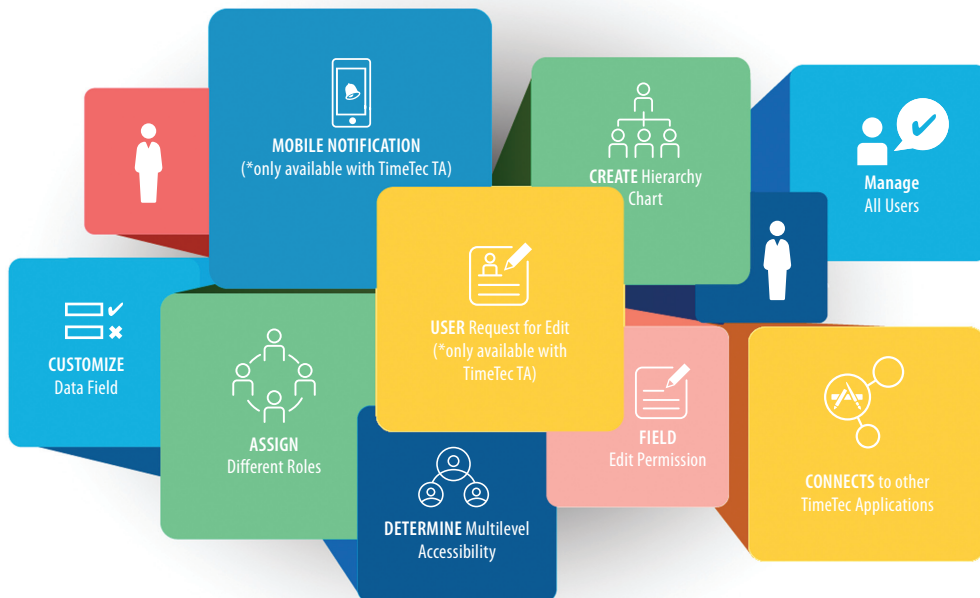 MOBILE NOTIFICATION
(*only available with TimeTec TA)
CREATE Hierarchy
Chart
Manage
All Users
USER Request for Edit
(*only available with
TimeTec TA)
CUSTOMIZE
Data Field
ASSIGN
Different Roles
FIELD
Edit Permission
CONNECTS to other
TimeTec Applications
DETERMINE Multilevel
Accessibility